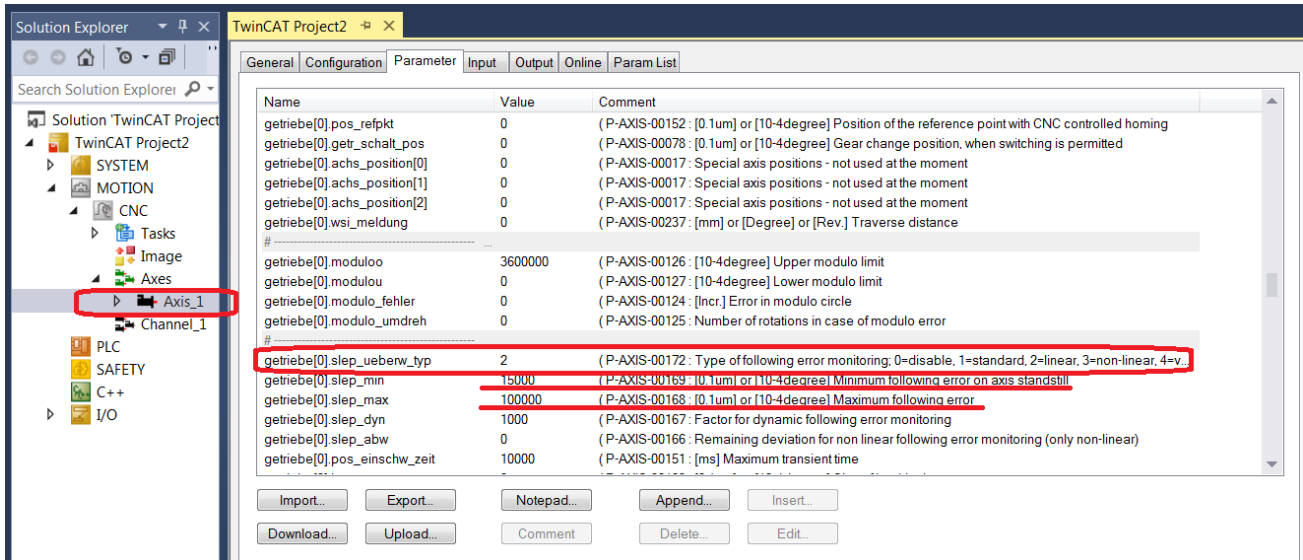 Solution Explorer
TwinCAT Project2
General Configuration Parameter Input Output Online Param List
Search Solution Explorer
Solution 'TwinCAT Project
TwinCAT Project2
SYSTEM
MOTION
CNC
Tasks
Image
Axes
Axis_1
Channel_1
PLC
SAFETY
C++
I/O
Name Value Comment
getriebe[0].pos_refpkt 0 ( P-AXIS-00152 : [0.1um] or [10-4degree] Position of the reference point with CNC controlled homing
getriebe[0].getr_schalt_pos 0 ( P-AXIS-00078 : [0.1um] or [10-4degree] Gear change position, when switching is permitted
getriebe[0].achs_position[0] 0 ( P-AXIS-00017 : Special axis positions - not used at the moment
getriebe[0].achs_position[1] 0 ( P-AXIS-00017 : Special axis positions - not used at the moment
getriebe[0].achs_position[2] 0 ( P-AXIS-00017 : Special axis positions - not used at the moment
getriebe[0].wsi_meldung 0 ( P-AXIS-00237 : [mm] or [Degree] or [Rev.] Traverse distance
# ---------------------------------------------------- ...
getriebe[0].moduloo 3600000 ( P-AXIS-00126 : [10-4degree] Upper modulo limit
getriebe[0].modulou 0 ( P-AXIS-00127 : [10-4degree] Lower modulo limit
getriebe[0].modulo_fehler 0 ( P-AXIS-00124 : [Incr.] Error in modulo circle
getriebe[0].modulo_umdreh 0 ( P-AXIS-00125 : Number of rotations in case of modulo error
# ----------------------------------------------------
getriebe[0].slep_ueberw_typ 2 ( P-AXIS-00172 : Type of following error monitoring; 0=disable, 1=standard, 2=linear, 3=non-linear, 4=v...
getriebe[0].slep_min 15000 ( P-AXIS-00169 : [0.1um] or [10-4degree] Minimum following error on axis standstill
getriebe[0].slep_max 100000 ( P-AXIS-00168 : [0.1um] or [10-4degree] Maximum following error
getriebe[0].slep_dyn 1000 ( P-AXIS-00167 : Factor for dynamic following error monitoring
getriebe[0].slep_abw 0 ( P-AXIS-00166 : Remaining deviation for non linear following error monitoring (only non-linear)
getriebe[0].pos_einschw_zeit 10000 ( P-AXIS-00151 : [ms] Maximum transient time
Import... Export... Notepad... Append... Insert...
Download... Upload... Comment Delete... Edit...